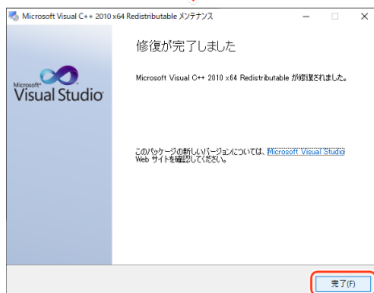 Microsoft Visual C++ 2010 x64 Redistributable メンテナンス
修復が完了しました
Microsoft Visual C++ 2010 x64 Redistributable が修復されました。
Microsoft
Visual Studio
このパッケージの新しいバージョンについては、Microsoft Visual Studio
Web サイトを確認してください。
完了(F)